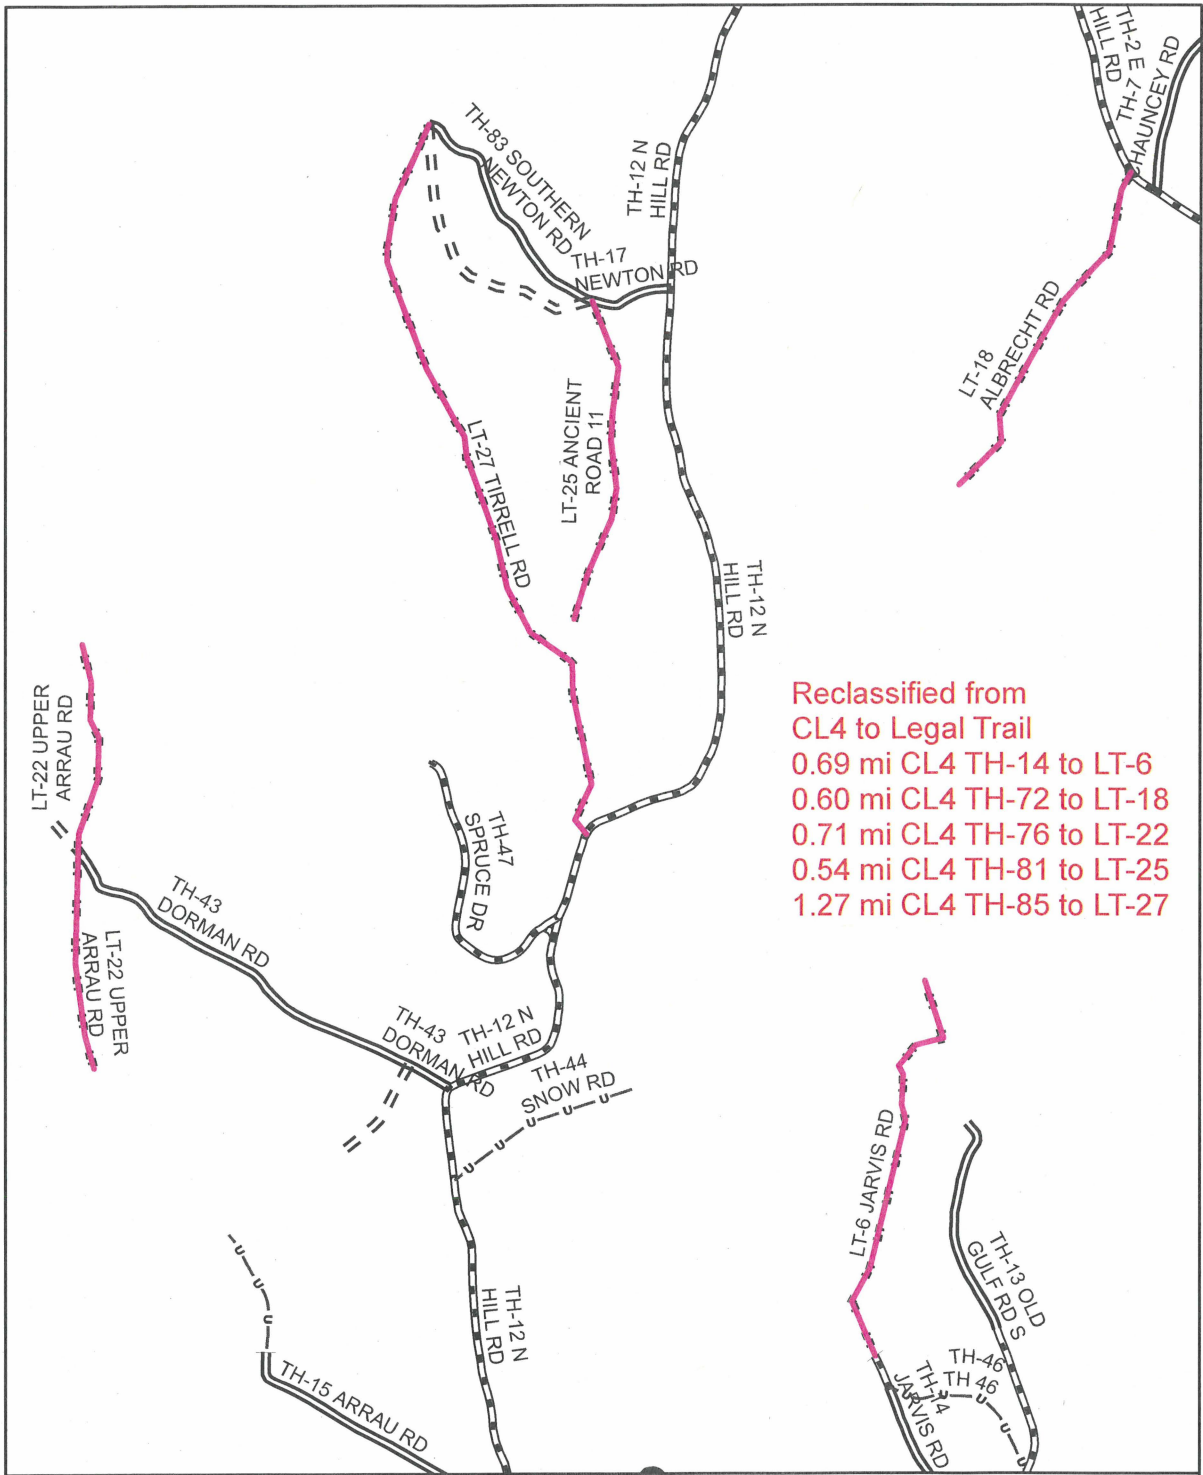 TH-2 E
HILL RD
TH-7
CHAUNCEY RD
TH-83 SOUTHERN
NEWTON RD
TH-12 N
HILL RD
TH-17
NEWTON RD
LT-18
ALBRECHT RD
LT-25 ANCIENT
ROAD 11
LT-27 TIRRELL RD
TH-12 N
HILL RD
LT-22 UPPER
ARRAU RD
Reclassified from
CL4 to Legal Trail
0.69 mi CL4 TH-14 to LT-6
0.60 mi CL4 TH-72 to LT-18
0.71 mi CL4 TH-76 to LT-22
0.54 mi CL4 TH-81 to LT-25
1.27 mi CL4 TH-85 to LT-27
TH-47
SPRUCE DR
TH-43
DORMAN RD
LT-22 UPPER
ARRAU RD
TH-43
DORMAN RD
TH-12 N
HILL RD
TH-44
SNOW RD
LT-6 JARVIS RD
TH-13 OLD
GULF RD S
TH-12 N
HILL RD
TH-15 ARRAU RD
TH-46
TH 46
TH-14
JARVIS RD